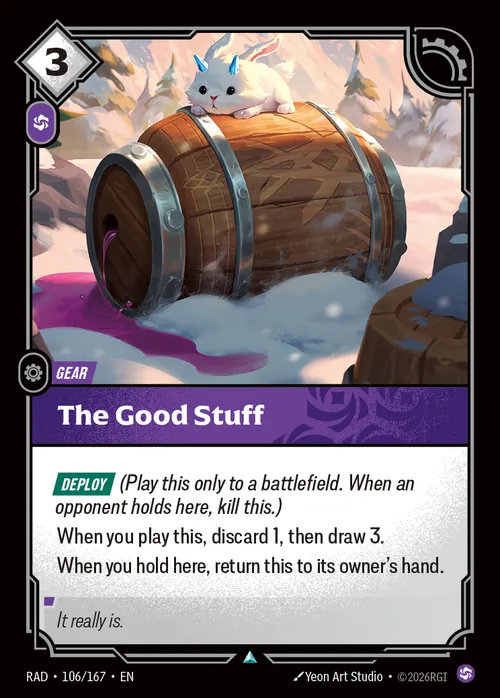 3
GEAR
The Good Stuff
DEPLOY (Play this only to a battlefield. When an
opponent holds here, kill this.)
When you play this, discard 1, then draw 3.
When you hold here, return this to its owner's hand.
It really is.
RAD • 106/167 • EN
Yeon Art Studio • ©2026RGI